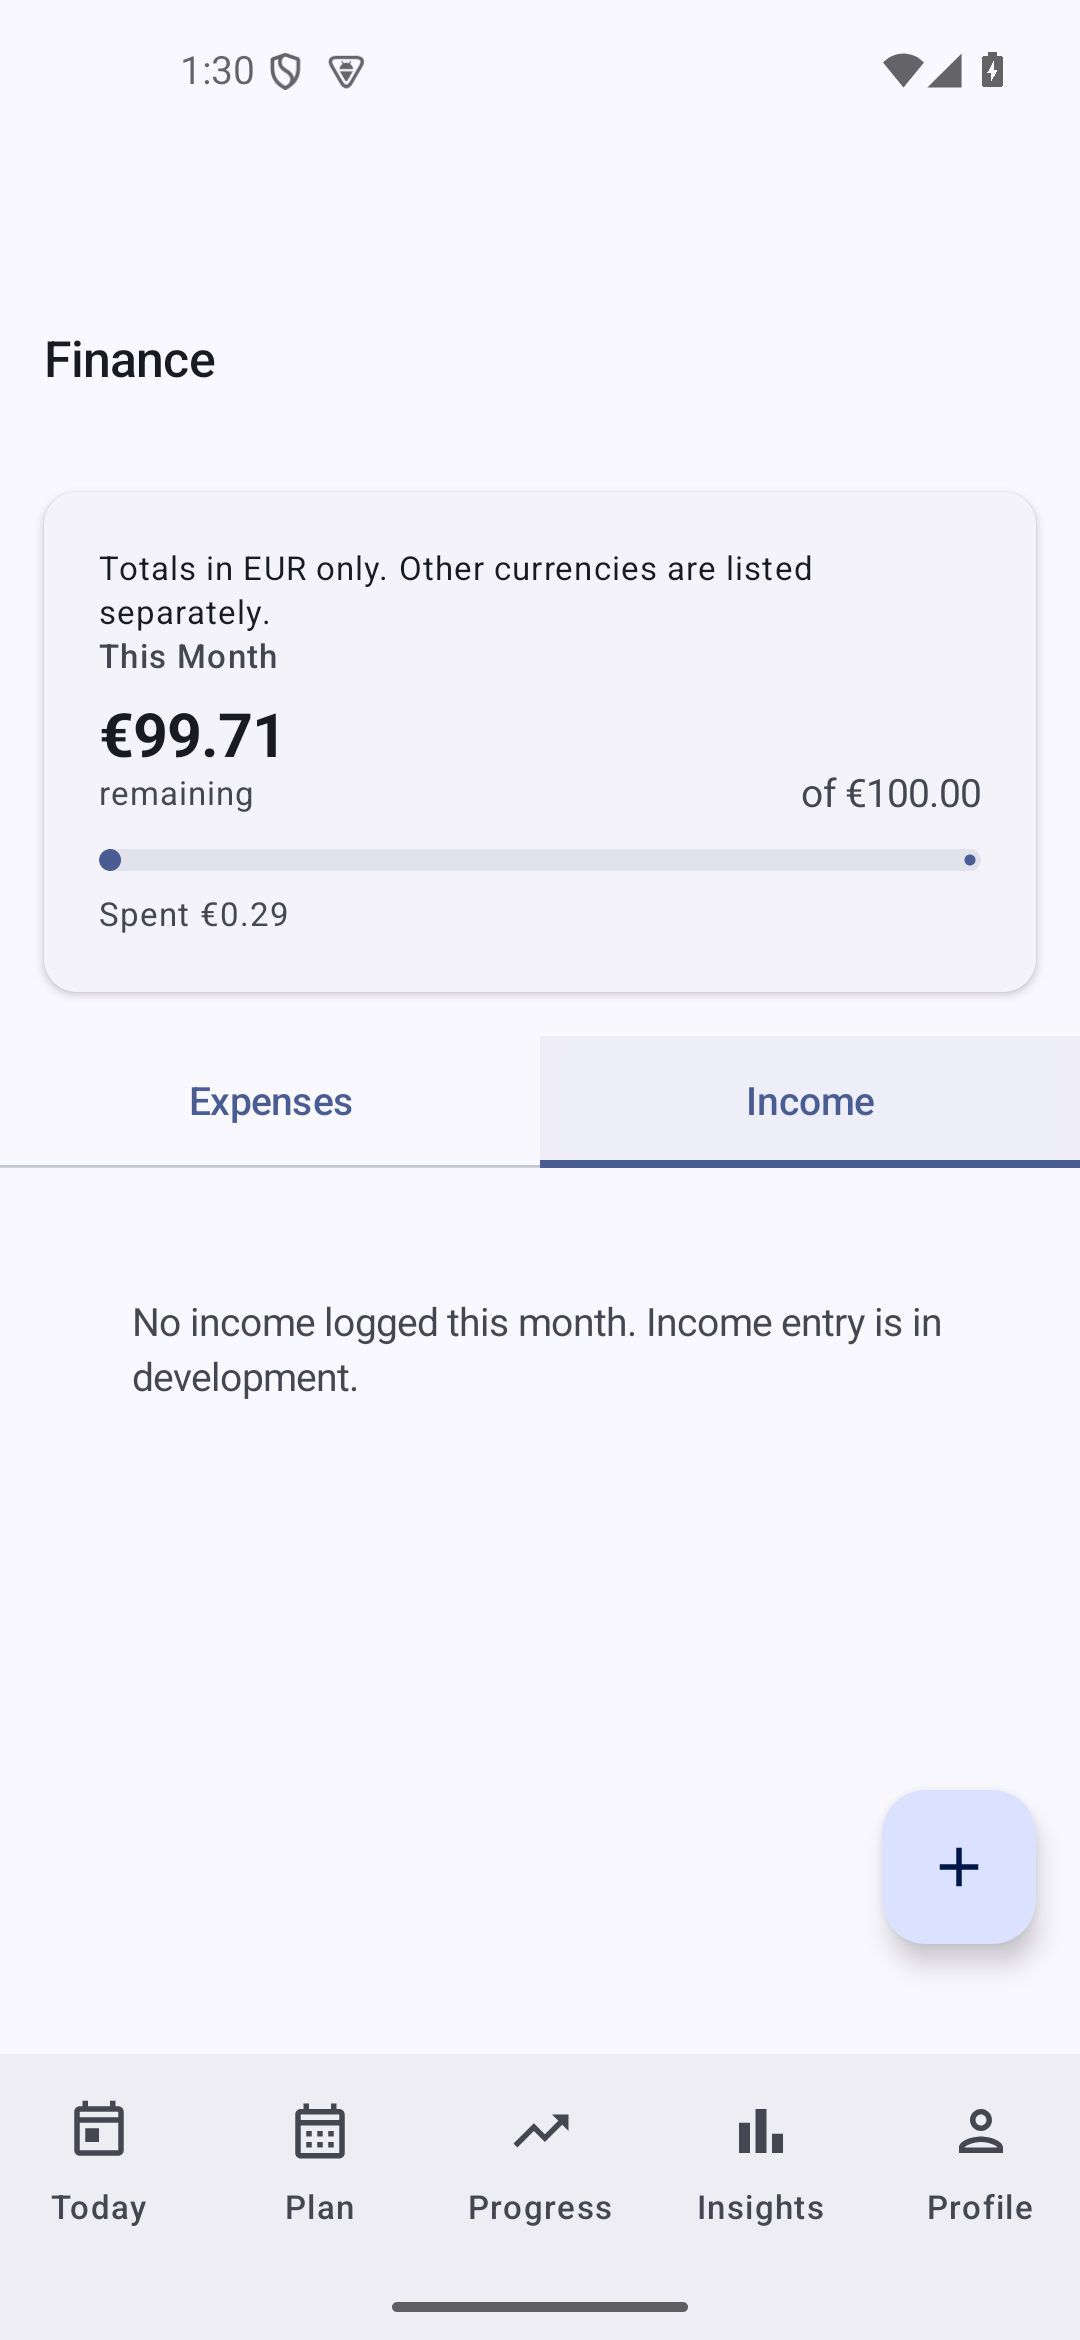 1:30
Finance
Totals in EUR only. Other currencies are listed
separately.
This Month
€99.71
remaining
of €100.00
Spent €0.29
Expenses
Income
No income logged this month. Income entry is in
development.
Today
Plan
Progress
Insights
Profile